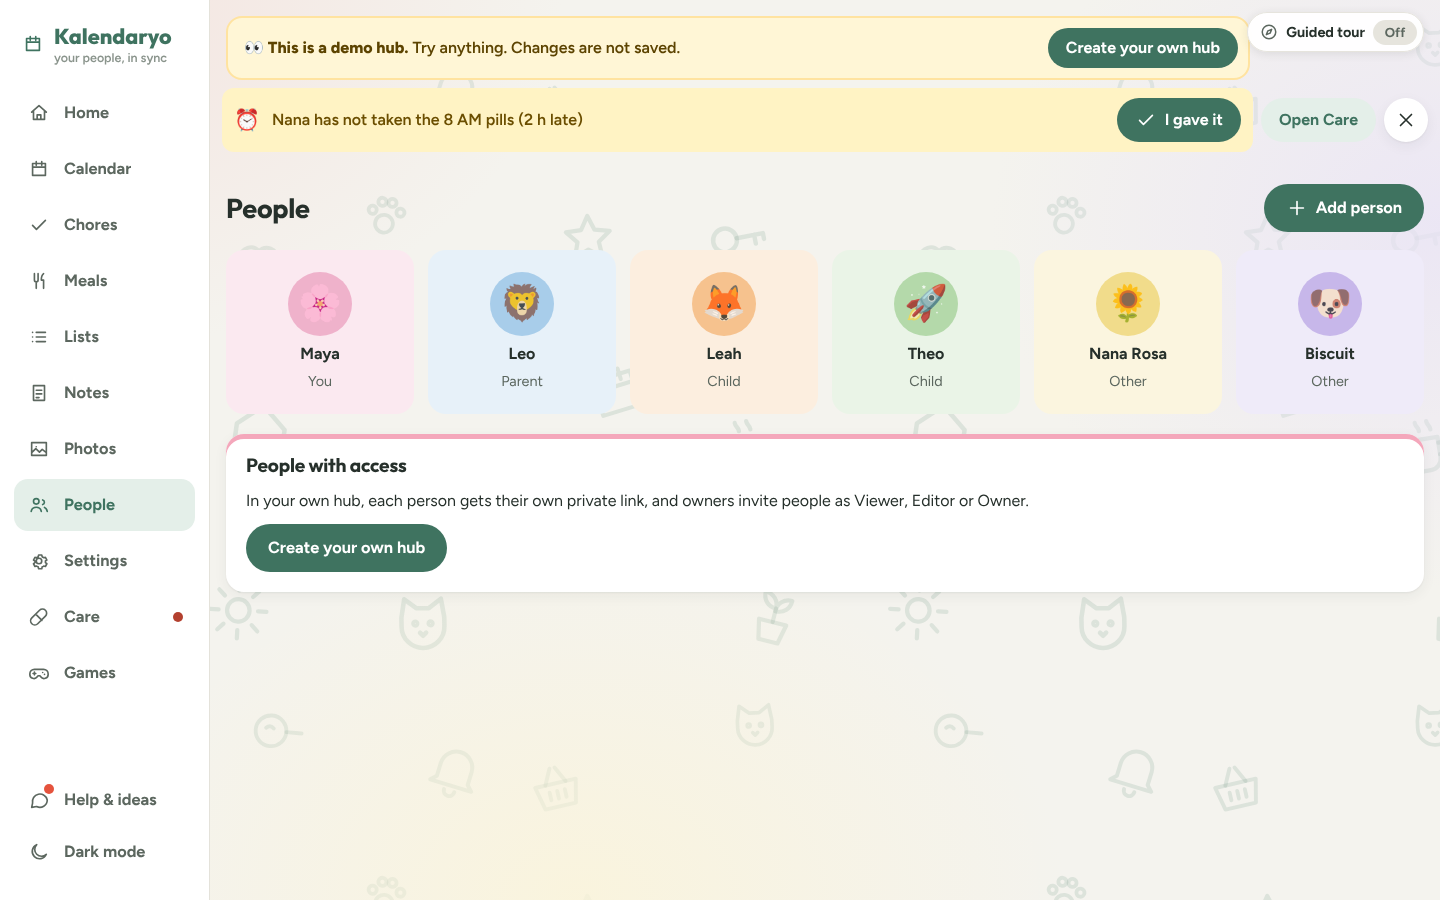 Kalendaryo
your people, in sync
Home
Calendar
Chores
Meals
Lists
Notes
Photos
People
Settings
Care
Games
Help & ideas
Dark mode
This is a demo hub. Try anything. Changes are not saved.
Create your own hub
Guided tour
Off
Nana has not taken the 8 AM pills (2 h late)
I gave it
Open Care
People
Add person
Maya
You
Leo
Parent
Leah
Child
Theo
Child
Nana Rosa
Other
Biscuit
Other
People with access
In your own hub, each person gets their own private link, and owners invite people as Viewer, Editor or Owner.
Create your own hub